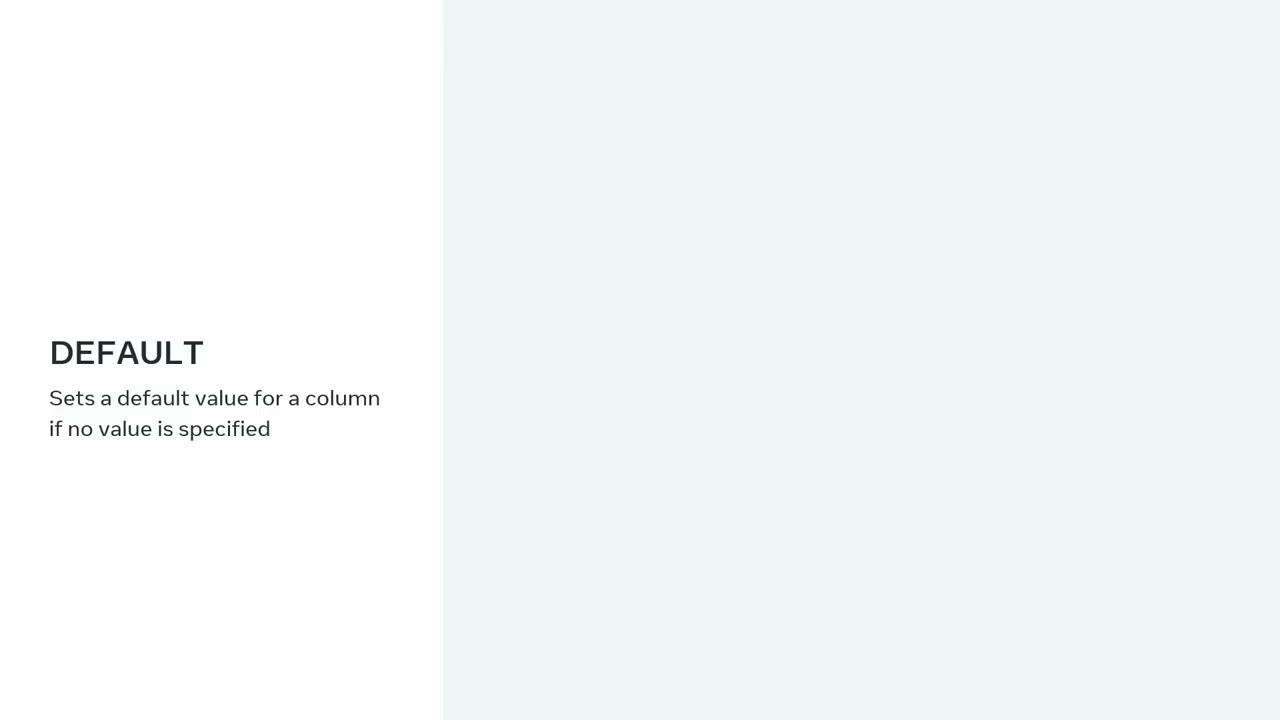 DEFAULT
Sets a default value for a column
if no value is specified